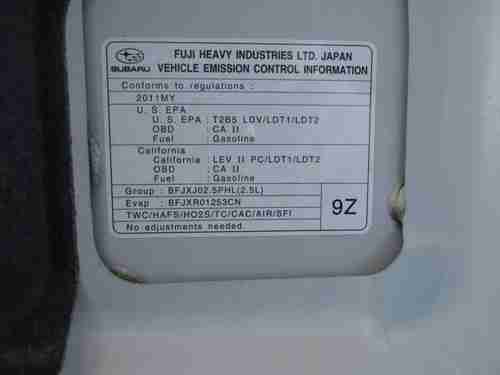 SUBARU
FUJI HEAVY INDUSTRIES LTD. JAPAN
VEHICLE EMISSION CONTROL INFORMATION
Conforms to regulations :
2011MY
U. S. EPA
U. S. EPA : T2B5 LDV/LDT1/LDT2
OBD : CA II
Fuel : Gasoline
California
California : LEV II PC/LDT1/LDT2
OBD : CA II
Fuel : Gasoline
Group : BFJXJ02.5PHL(2.5L)
Evap : BFJXR01253CN
TWC/HAFS/HO2S/TC/CAC/AIR/SFI
No adjustments needed.
9Z